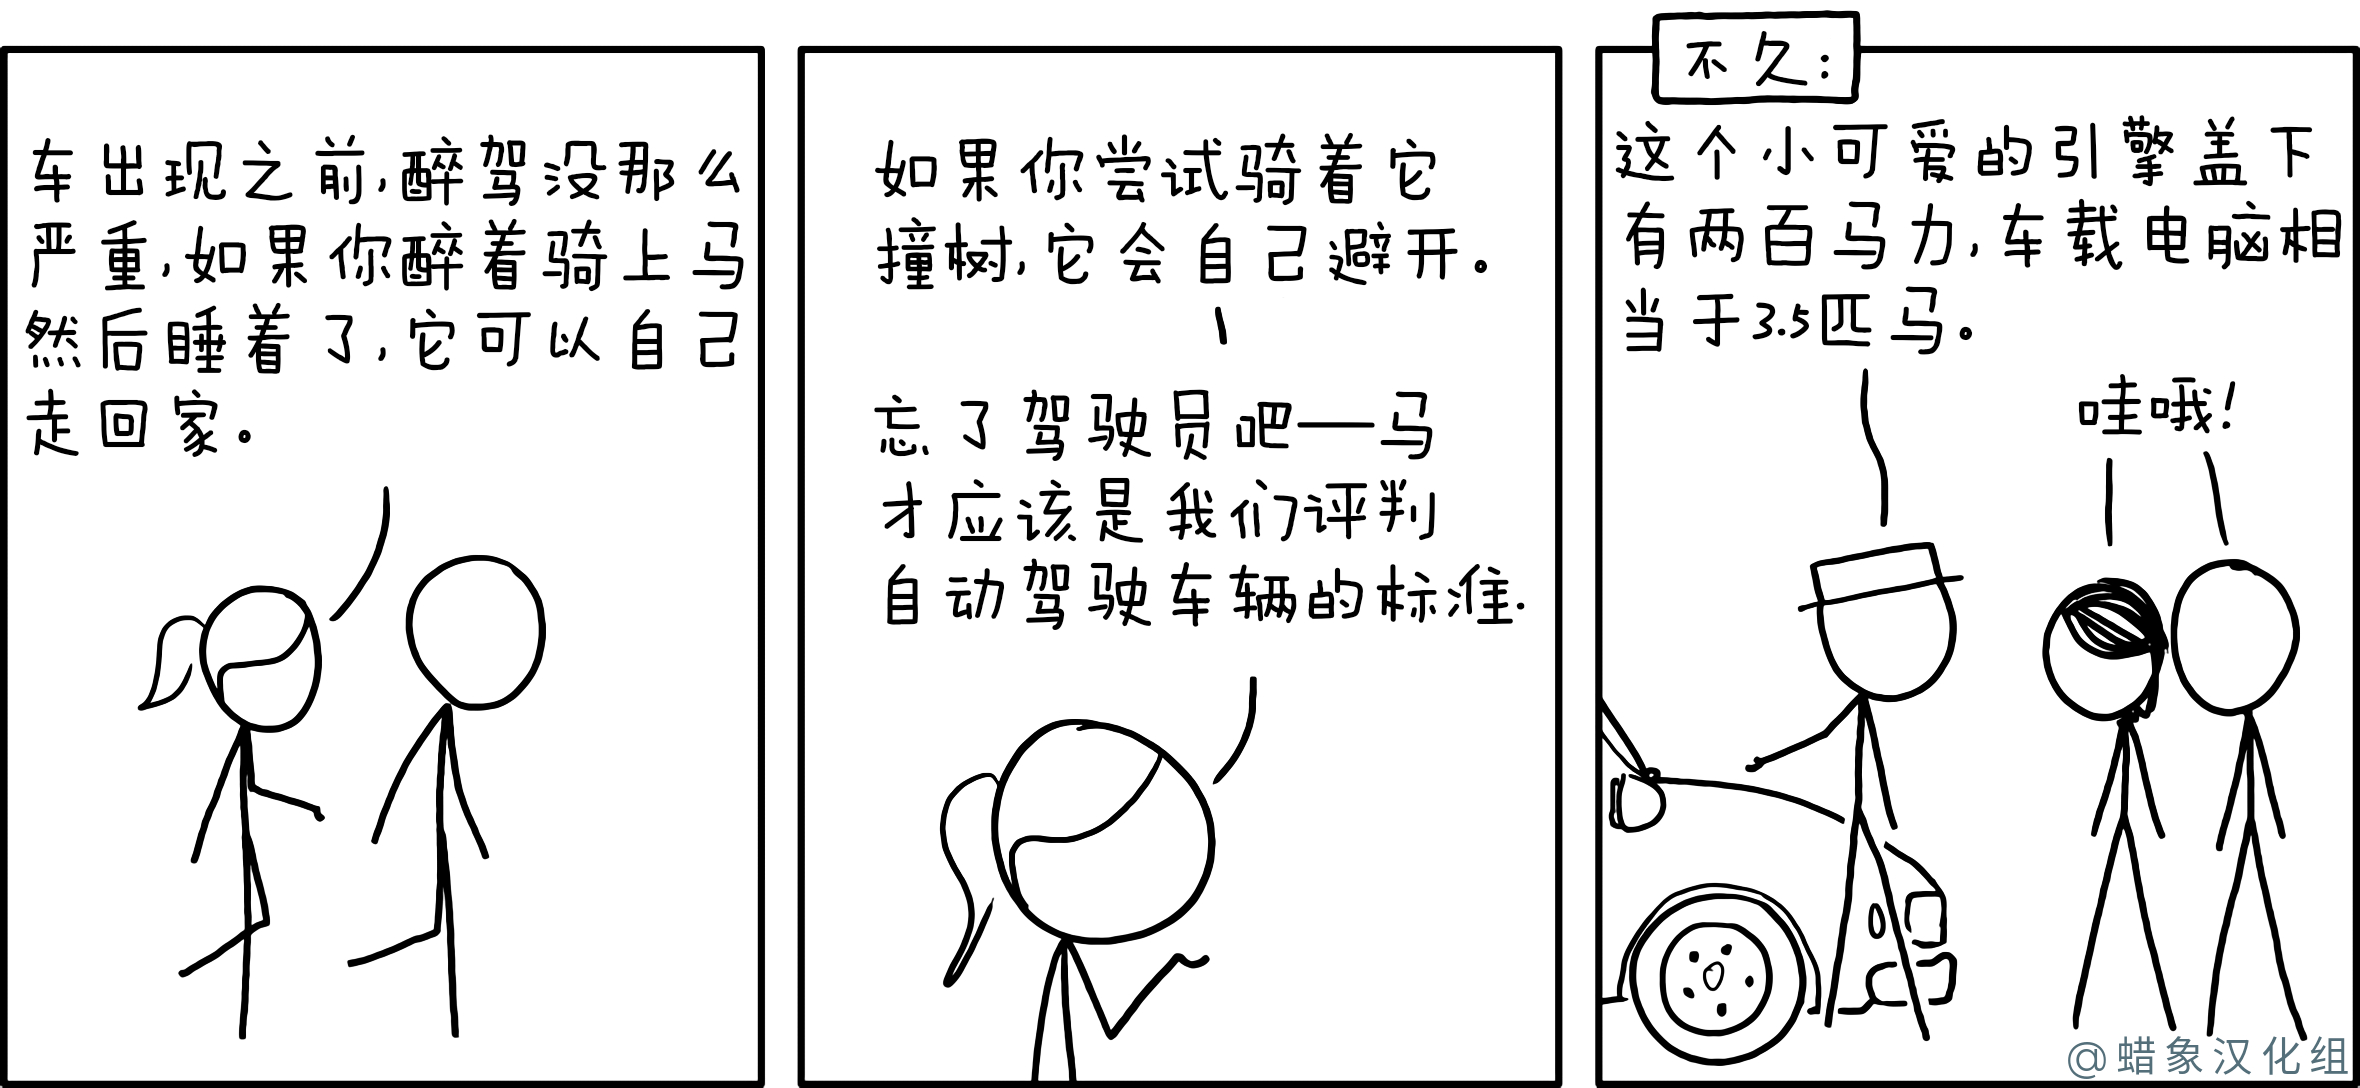 车出现之前,醉驾没那么
严重,如果你醉着骑上马
然后睡着了,它可以自己
走回家。
如果你尝试骑着它
撞树,它会自己避开。
忘了驾驶员吧——马
才应该是我们评判
自动驾驶车辆的标准.
不久:
这个小可爱的引擎盖下
有两百马力,车载电脑相
当于3.5匹马。
哇哦!
@蜡象汉化组